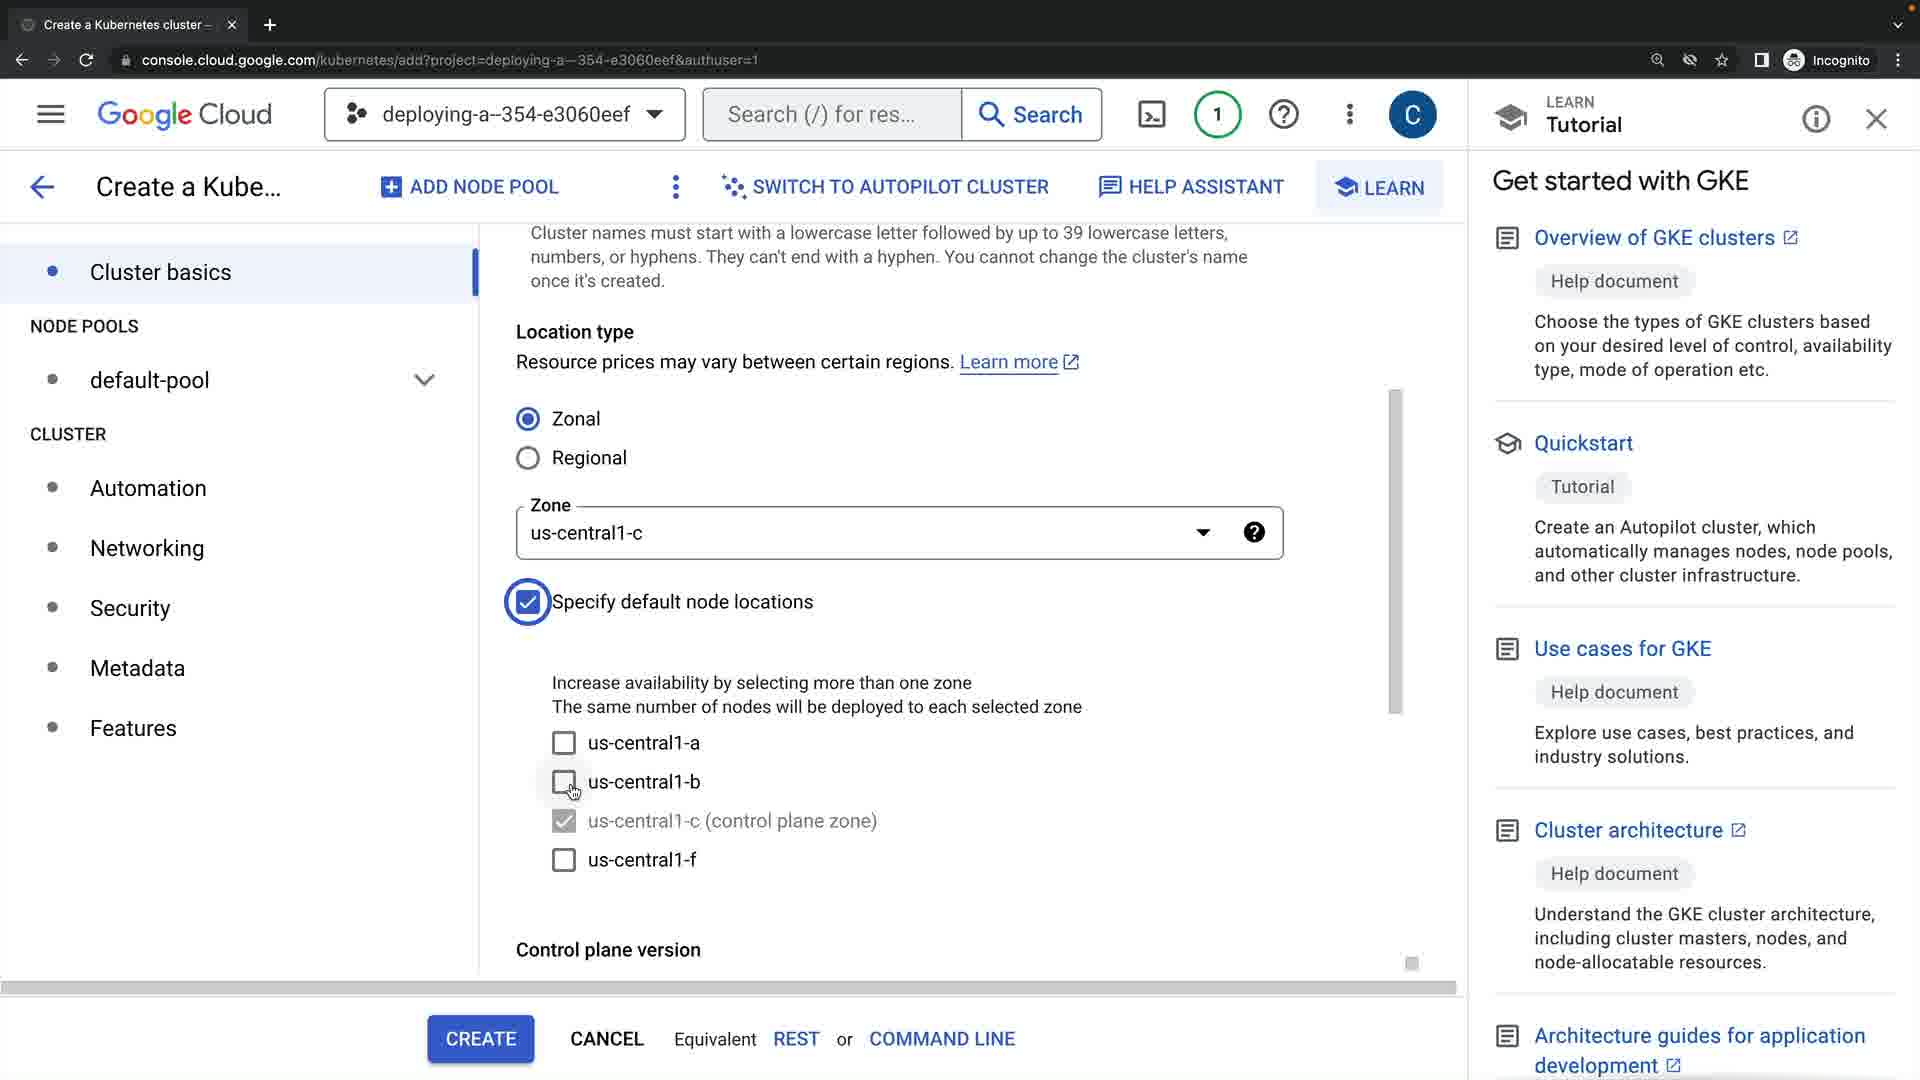 Create a Kubernetes cluster –
console.cloud.google.com/kubernetes/add?project=deploying-a--354-e3060eef&authuser=1
Incognito
Google Cloud
deploying-a--354-e3060eef
Search (/) for res...
Search
1
C
LEARN
Tutorial
Create a Kube...
ADD NODE POOL
SWITCH TO AUTOPILOT CLUSTER
HELP ASSISTANT
LEARN
Cluster basics
NODE POOLS
default-pool
CLUSTER
Automation
Networking
Security
Metadata
Features
Cluster names must start with a lowercase letter followed by up to 39 lowercase letters,
numbers, or hyphens. They can't end with a hyphen. You cannot change the cluster's name
once it's created.
Location type
Resource prices may vary between certain regions. Learn more
Zonal
Regional
Zone
us-central1-c
Specify default node locations
Increase availability by selecting more than one zone
The same number of nodes will be deployed to each selected zone
us-central1-a
us-central1-b
us-central1-c (control plane zone)
us-central1-f
Control plane version
CREATE
CANCEL
Equivalent REST or COMMAND LINE
Get started with GKE
Overview of GKE clusters
Help document
Choose the types of GKE clusters based
on your desired level of control, availability
type, mode of operation etc.
Quickstart
Tutorial
Create an Autopilot cluster, which
automatically manages nodes, node pools,
and other cluster infrastructure.
Use cases for GKE
Help document
Explore use cases, best practices, and
industry solutions.
Cluster architecture
Help document
Understand the GKE cluster architecture,
including cluster masters, nodes, and
node-allocatable resources.
Architecture guides for application
development